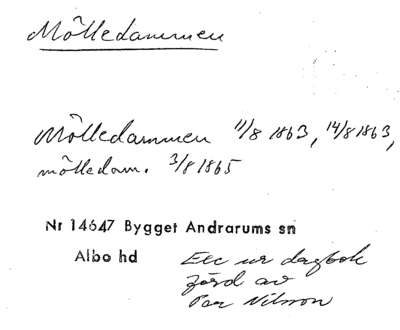 Mölledammen
Mölledammen 11/8 1863, 14/8 1863,
mölledam. 3/8 1865
Nr 14647 Bygget Andrarums sn
Albo hd
Exc ur dagbok
förd av
Per Nilsson